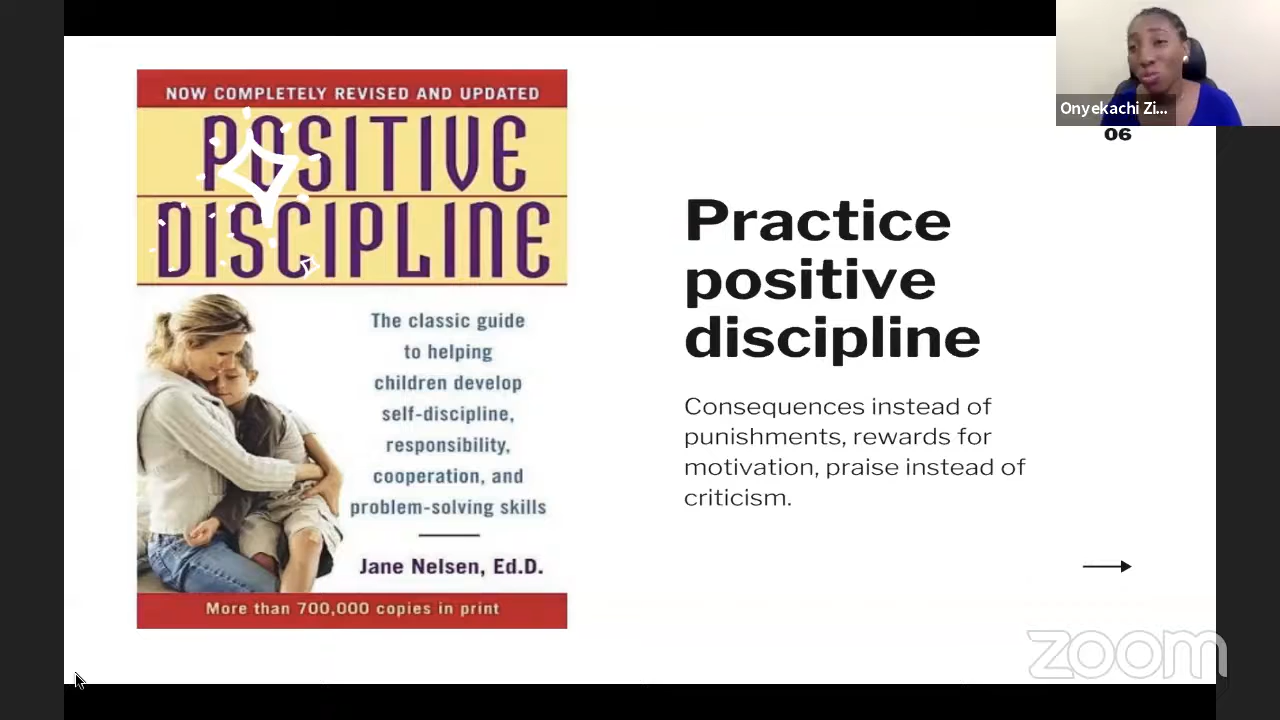 NOW COMPLETELY REVISED AND UPDATED
POSITIVE
DISCIPLINE
The classic guide
to helping
children develop
self-discipline,
responsibility,
cooperation, and
problem-solving skills
Jane Nelsen, Ed.D.
More than 700,000 copies in print
Onyekachi Zi...
06
Practice
positive
discipline
Consequences instead of
punishments, rewards for
motivation, praise instead of
criticism.
zoom